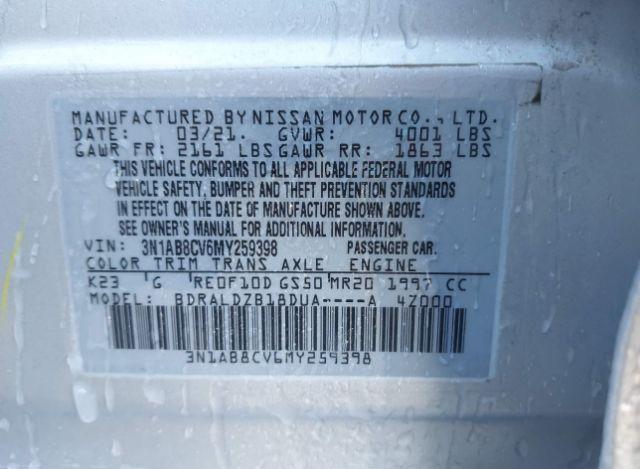 MANUFACTURED BY NISSAN MOTOR CO., LTD.
DATE: 03/21. GVWR: 4001 LBS
GAWR FR: 2161 LBS GAWR RR: 1863 LBS
THIS VEHICLE CONFORMS TO ALL APPLICABLE FEDERAL MOTOR
VEHICLE SAFETY, BUMPER AND THEFT PREVENTION STANDARDS
IN EFFECT ON THE DATE OF MANUFACTURE SHOWN ABOVE.
SEE OWNER'S MANUAL FOR ADDITIONAL INFORMATION.
VIN: 3N1AB8CV6MY259398 PASSENGER CAR.
COLOR TRIM TRANS AXLE ENGINE
K23 G RE0F10D GS50 MR20 1997 CC
MODEL: BDRALDZB18DUA----A 4Z000
3N1AB8CV6MY259398